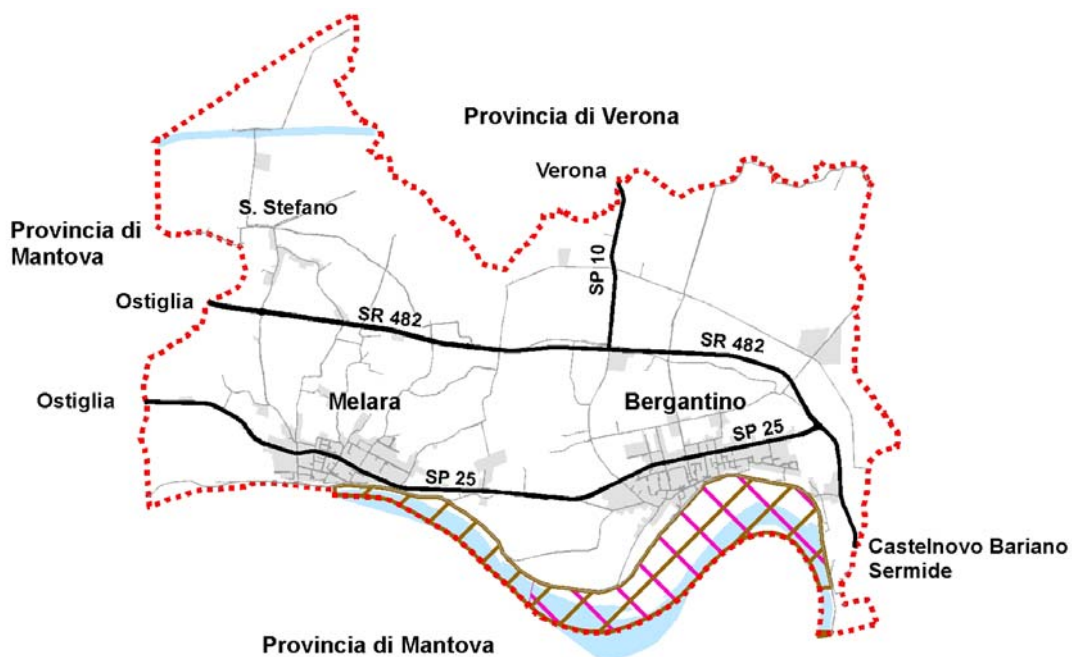 Provincia di Verona
Verona
S. Stefano
Provincia di
Mantova
SP 10
Ostiglia
SR 482
SR 482
Ostiglia
Melara
Bergantino
SP 25
SP 25
Castelnovo Bariano
Sermide
Provincia di Mantova